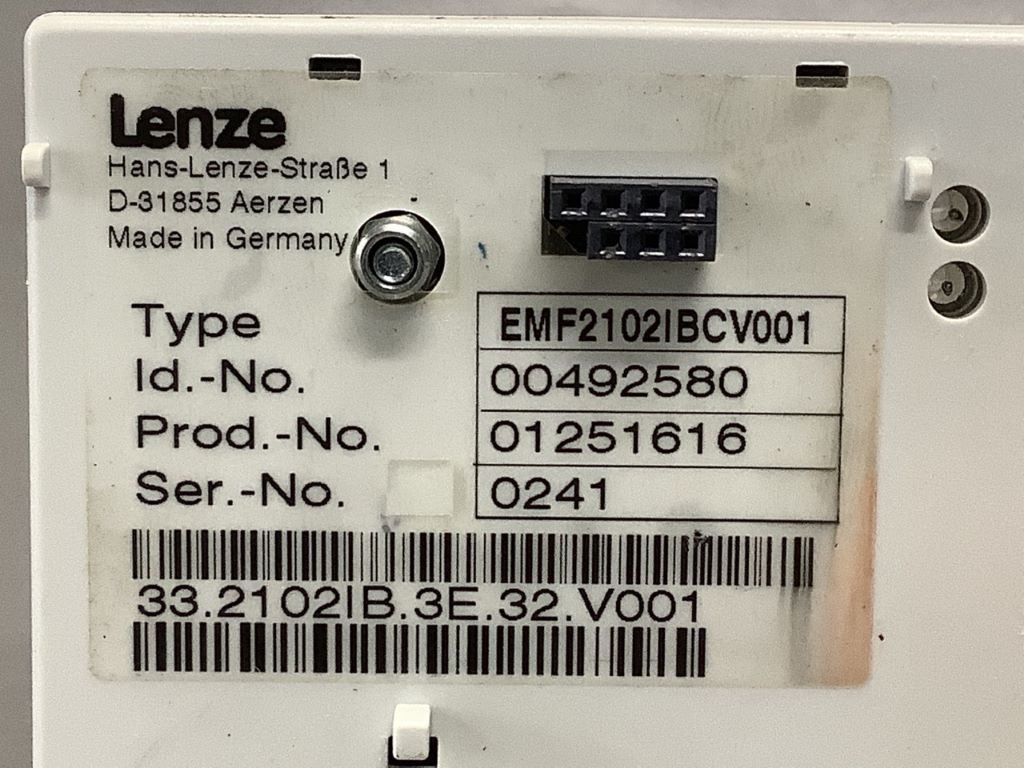 Lenze
Hans-Lenze-Straße 1
D-31855 Aerzen
Made in Germany
Type EMF2102IBCV001
Id.-No. 00492580
Prod.-No. 01251616
Ser.-No. 0241
33.2102IB.3E.32.V001